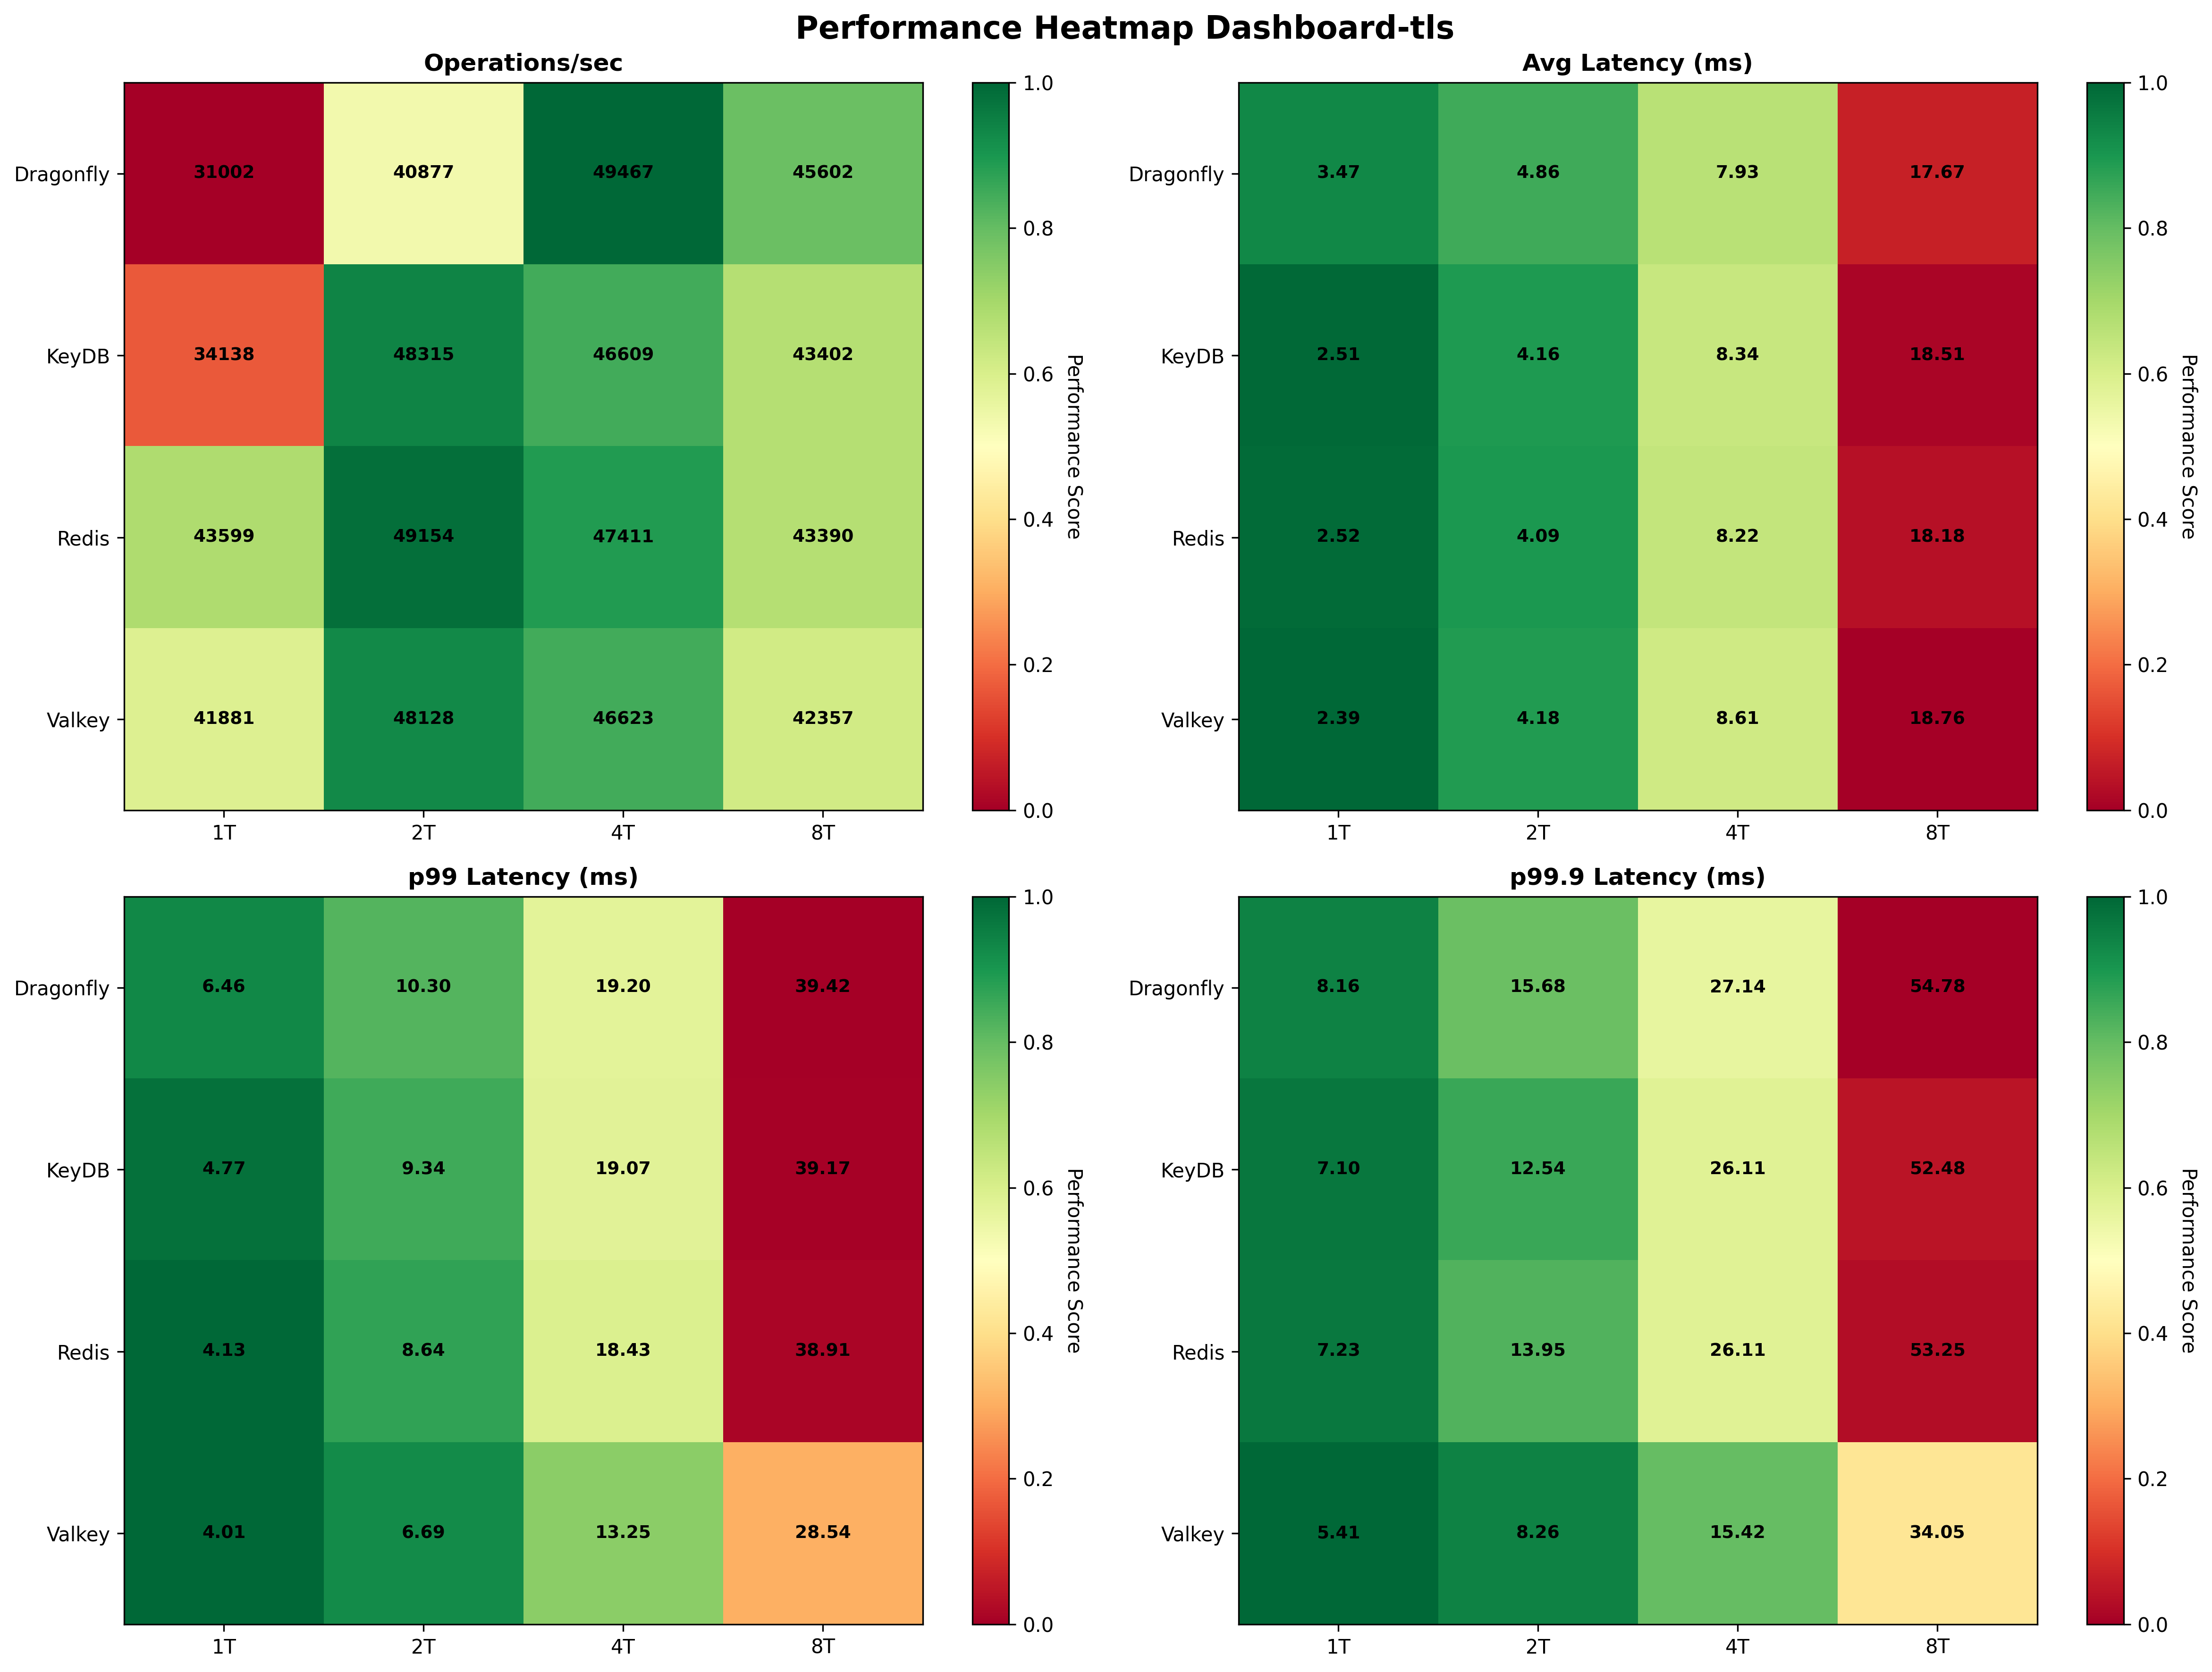 Performance Heatmap Dashboard-tls
Operations/sec
Dragonfly 31002 40877 49467 45602
KeyDB 34138 48315 46609 43402
Redis 43599 49154 47411 43390
Valkey 41881 48128 46623 42357
1T 2T 4T 8T
1.0
0.8
0.6
0.4
0.2
0.0
Performance Score
Avg Latency (ms)
Dragonfly 3.47 4.86 7.93 17.67
KeyDB 2.51 4.16 8.34 18.51
Redis 2.52 4.09 8.22 18.18
Valkey 2.39 4.18 8.61 18.76
1T 2T 4T 8T
1.0
0.8
0.6
0.4
0.2
0.0
Performance Score
p99 Latency (ms)
Dragonfly 6.46 10.30 19.20 39.42
KeyDB 4.77 9.34 19.07 39.17
Redis 4.13 8.64 18.43 38.91
Valkey 4.01 6.69 13.25 28.54
1T 2T 4T 8T
1.0
0.8
0.6
0.4
0.2
0.0
Performance Score
p99.9 Latency (ms)
Dragonfly 8.16 15.68 27.14 54.78
KeyDB 7.10 12.54 26.11 52.48
Redis 7.23 13.95 26.11 53.25
Valkey 5.41 8.26 15.42 34.05
1T 2T 4T 8T
1.0
0.8
0.6
0.4
0.2
0.0
Performance Score